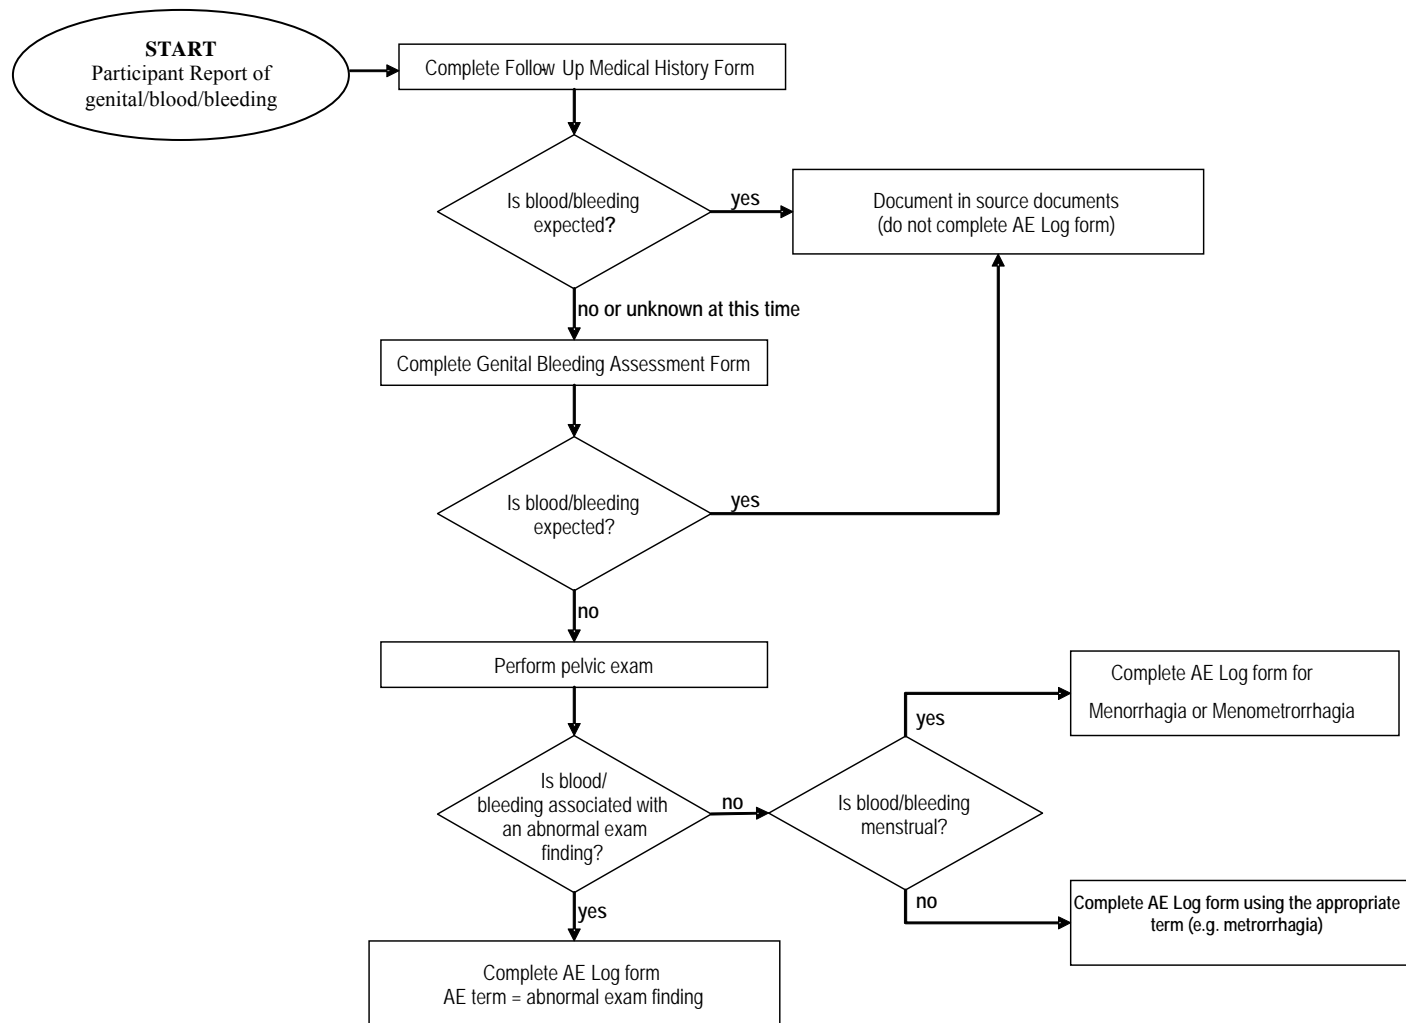 START
Participant Report of
genital/blood/bleeding
Complete Follow-Up Medical History Form
Is blood/bleeding
expected?
yes
Document in source documents
(do not complete AE Log form)
no or unknown at this time
Complete Genital Bleeding Assessment Form
Is blood/bleeding
expected?
yes
no
Perform pelvic exam
Is blood/
bleeding associated with
an abnormal exam
finding?
no
Is blood/bleeding
menstrual?
yes
Complete AE Log form for
Menorrhagia or Menometrorrhagia
no
Complete AE Log form using the appropriate
term (e.g. metrorrhagia)
yes
Complete AE Log form
AE term = abnormal exam finding